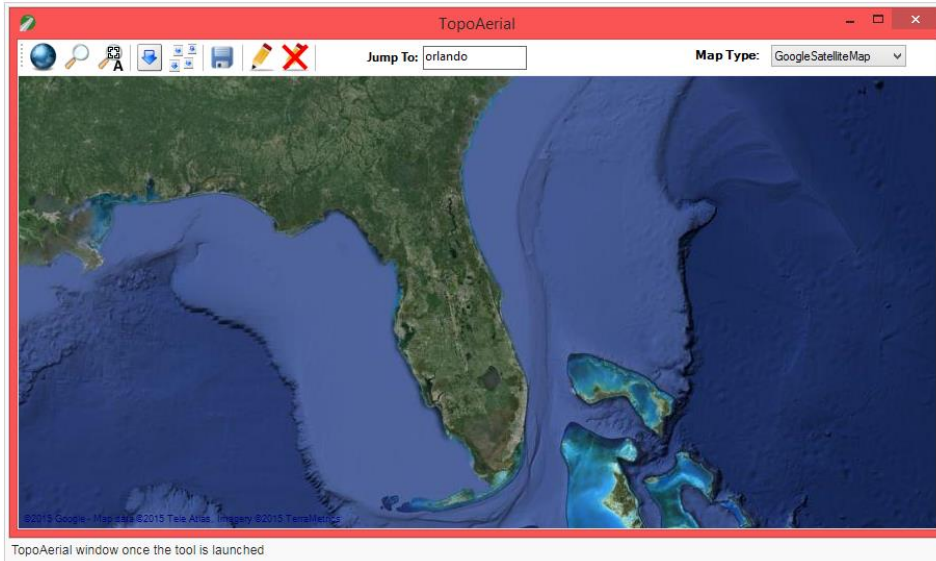 TopoAerial
A
Jump To: orlando
Map Type: GoogleSatelliteMap
©2015 Google - Map data ©2015 Tele Atlas, Imagery ©2015 TerraMetrics
TopoAerial window once the tool is launched